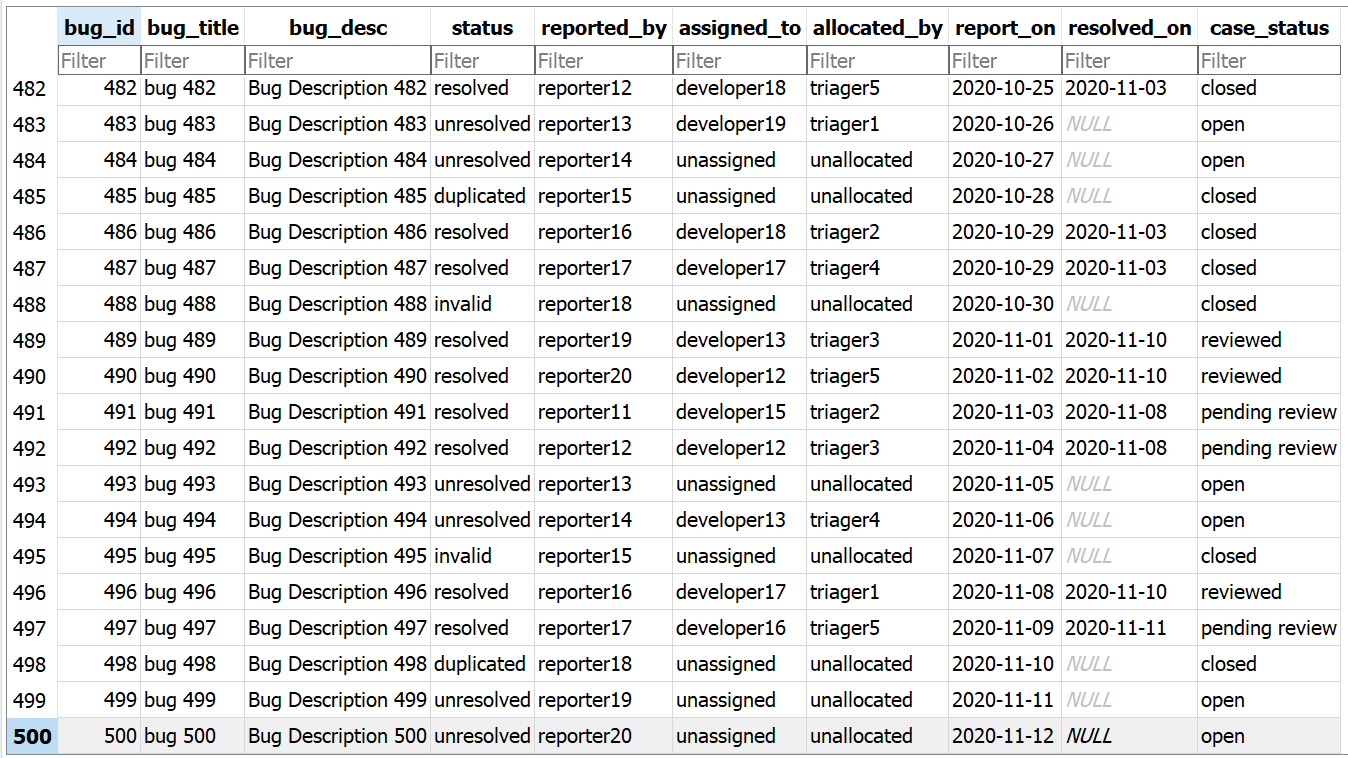 bug_id bug_title bug_desc status reported_by assigned_to allocated_by report_on resolved_on case_status
Filter Filter Filter Filter Filter Filter Filter Filter Filter Filter
482 482 bug 482 Bug Description 482 resolved reporter12 developer18 triager5 2020-10-25 2020-11-03 closed
483 483 bug 483 Bug Description 483 unresolved reporter13 developer19 triager1 2020-10-26 NULL open
484 484 bug 484 Bug Description 484 unresolved reporter14 unassigned unallocated 2020-10-27 NULL open
485 485 bug 485 Bug Description 485 duplicated reporter15 unassigned unallocated 2020-10-28 NULL closed
486 486 bug 486 Bug Description 486 resolved reporter16 developer18 triager2 2020-10-29 2020-11-03 closed
487 487 bug 487 Bug Description 487 resolved reporter17 developer17 triager4 2020-10-29 2020-11-03 closed
488 488 bug 488 Bug Description 488 invalid reporter18 unassigned unallocated 2020-10-30 NULL closed
489 489 bug 489 Bug Description 489 resolved reporter19 developer13 triager3 2020-11-01 2020-11-10 reviewed
490 490 bug 490 Bug Description 490 resolved reporter20 developer12 triager5 2020-11-02 2020-11-10 reviewed
491 491 bug 491 Bug Description 491 resolved reporter11 developer15 triager2 2020-11-03 2020-11-08 pending review
492 492 bug 492 Bug Description 492 resolved reporter12 developer12 triager3 2020-11-04 2020-11-08 pending review
493 493 bug 493 Bug Description 493 unresolved reporter13 unassigned unallocated 2020-11-05 NULL open
494 494 bug 494 Bug Description 494 unresolved reporter14 developer13 triager4 2020-11-06 NULL open
495 495 bug 495 Bug Description 495 invalid reporter15 unassigned unallocated 2020-11-07 NULL closed
496 496 bug 496 Bug Description 496 resolved reporter16 developer17 triager1 2020-11-08 2020-11-10 reviewed
497 497 bug 497 Bug Description 497 resolved reporter17 developer16 triager5 2020-11-09 2020-11-11 pending review
498 498 bug 498 Bug Description 498 duplicated reporter18 unassigned unallocated 2020-11-10 NULL closed
499 499 bug 499 Bug Description 499 unresolved reporter19 unassigned unallocated 2020-11-11 NULL open
500 500 bug 500 Bug Description 500 unresolved reporter20 unassigned unallocated 2020-11-12 NULL open